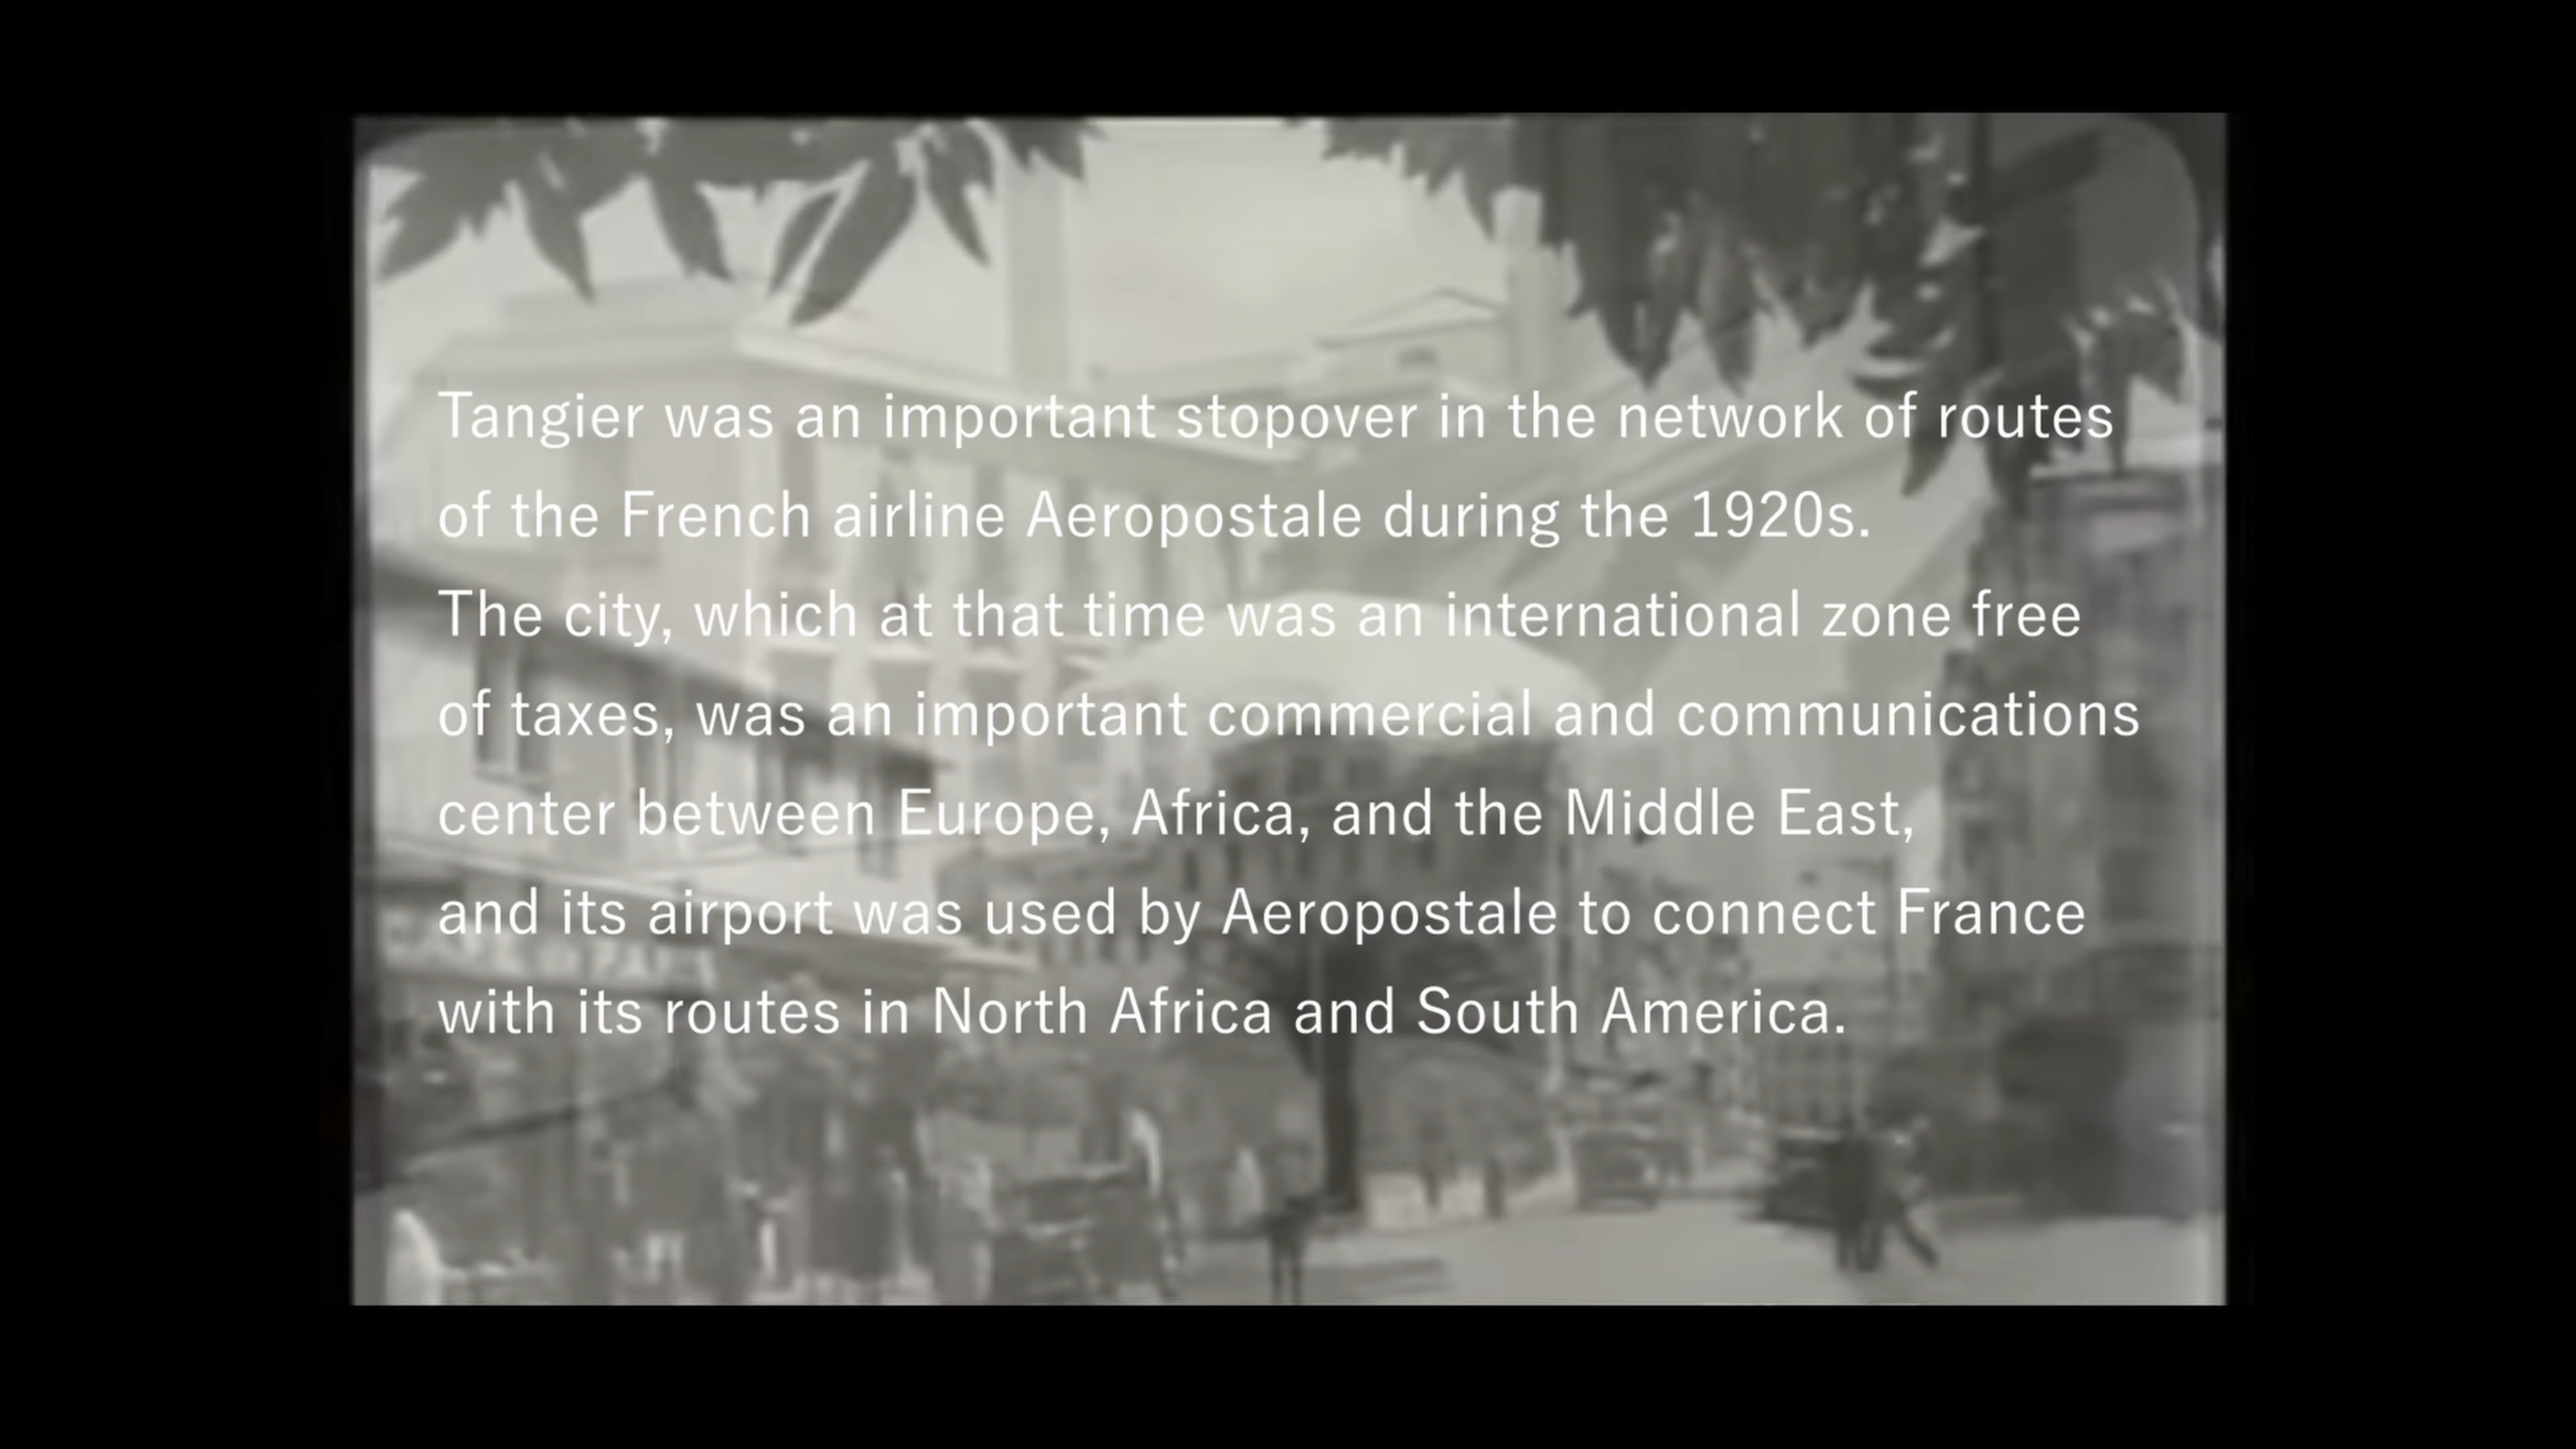 Tangier was an important stopover in the network of routes
of the French airline Aeropostale during the 1920s.
The city, which at that time was an international zone free
of taxes, was an important commercial and communications
center between Europe, Africa, and the Middle East,
and its airport was used by Aeropostale to connect France
with its routes in North Africa and South America.